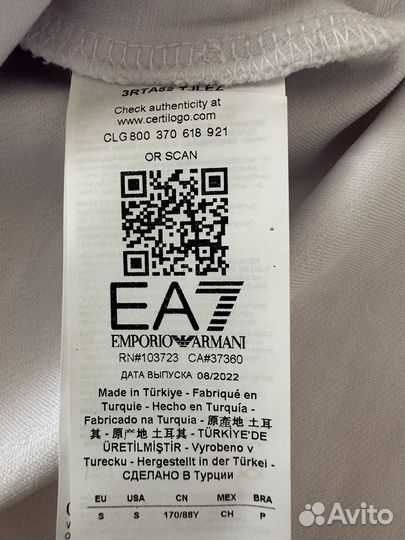 Check authenticity at
www.certilogo.com
CLG 800 370 618 921
OR SCAN
EA7
EMPORIO ARMANI
RN#103723 CA#37360
ДАТА ВЫПУСКА 08/2022
Made in Türkiye - Fabriqué en
Turquie - Hecho en Turquía -
Fabricado na Turquia - 原産地 土耳
其 - 原产地 土耳其 - TÜRKİYE'DE
ÜRETİLMİŞTİR - Vyrobeno v
Turecku - Hergestellt in der Türkei -
СДЕЛАНО В Турции
EU USA CN MEX BRA
S S 170/88Y CH P
Avito